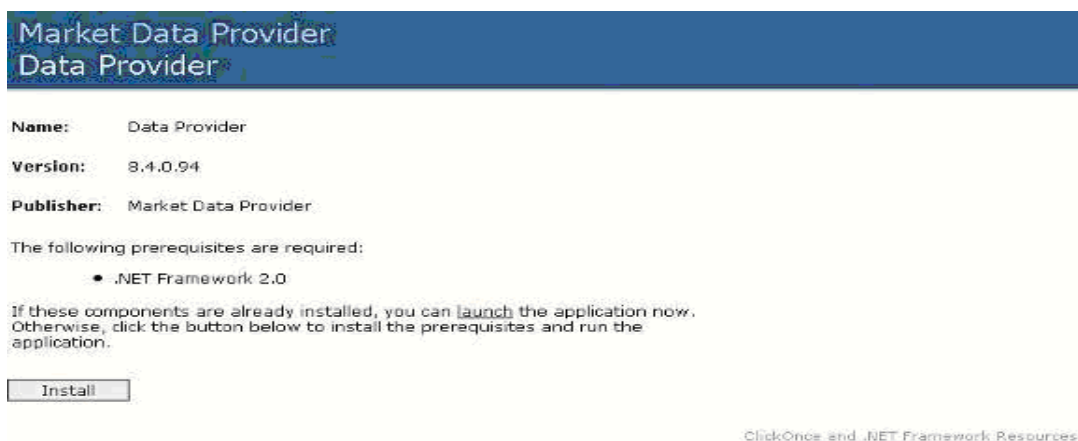 Market Data Provider
Data Provider
Name: Data Provider
Version: 8.4.0.94
Publisher: Market Data Provider
The following prerequisites are required:
• .NET Framework 2.0
If these components are already installed, you can launch the application now.
Otherwise, click the button below to install the prerequisites and run the
application.
Install
ClickOnce and .NET Framework Resources